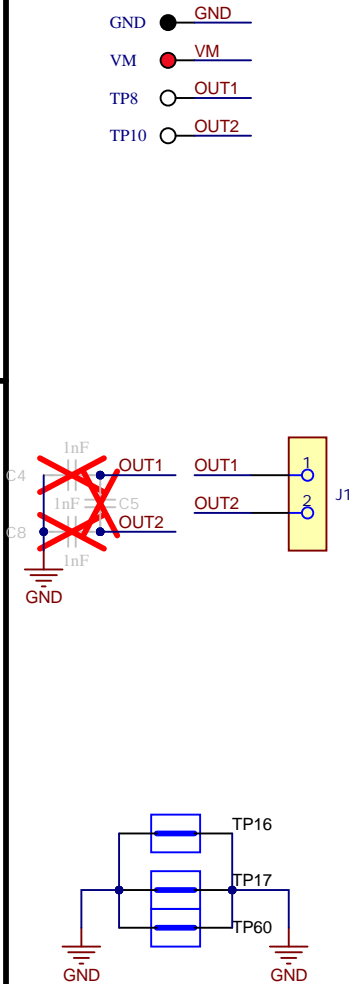 GND GND
VM VM
TP8 OUT1
TP10 OUT2
1nF
C4 OUT1 OUT1 1
1nF C5 OUT2 2 J1
C8 OUT2
1nF
GND
TP16
TP17
TP60
GND GND